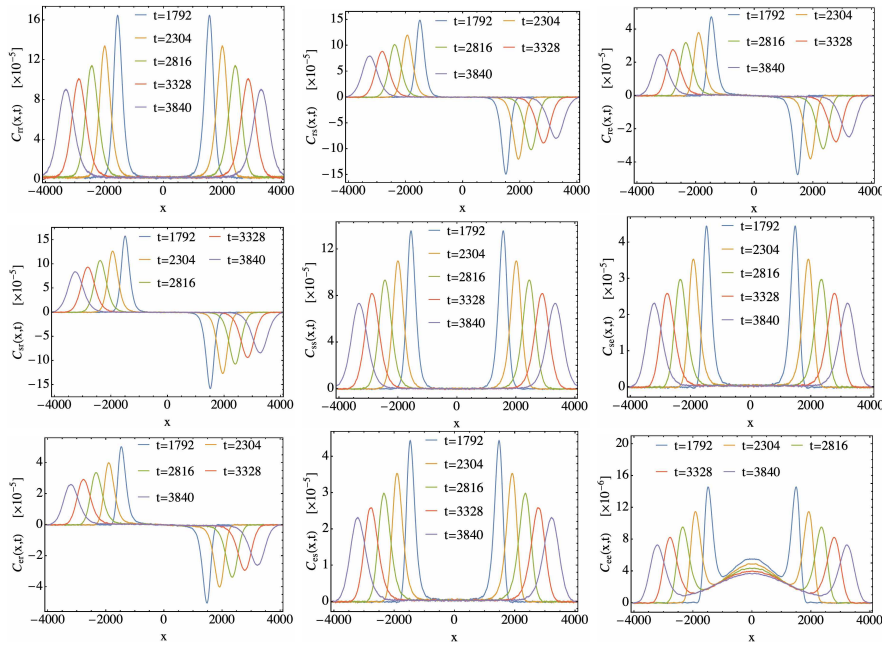 C_rr(x,t) [×10^−5]
16
12
8
4
0
t=1792
t=2304
t=2816
t=3328
t=3840
−4000 −2000 0 2000 4000
x
C_rs(x,t) [×10^−5]
15
10
5
0
−5
−10
−15
t=1792 t=2304
t=2816 t=3328
t=3840
−4000 −2000 0 2000 4000
x
C_re(x,t) [×10^−5]
4
2
0
−2
−4
t=1792 t=2304
t=2816 t=3328
t=3840
−4000 −2000 0 2000 4000
x
C_sr(x,t) [×10^−5]
15
10
5
0
−5
−10
−15
t=1792 t=3328
t=2304 t=3840
t=2816
−4000 −2000 0 2000 4000
x
C_ss(x,t) [×10^−5]
12
8
4
0
t=1792
t=2304
t=2816
t=3328
t=3840
−4000 −2000 0 2000 4000
x
C_se(x,t) [×10^−5]
4
3
2
1
0
t=1792
t=2304
t=2816
t=3328
t=3840
−4000 −2000 0 2000 4000
x
C_er(x,t) [×10^−5]
4
2
0
−2
−4
t=1792 t=2304
t=2816 t=3328
t=3840
−4000 −2000 0 2000 4000
x
C_es(x,t) [×10^−5]
4
3
2
1
0
t=1792
t=2304
t=2816
t=3328
t=3840
−4000 −2000 0 2000 4000
x
C_ee(x,t) [×10^−6]
20
16
12
8
4
0
t=1792 t=2304 t=2816
t=3328 t=3840
−4000 −2000 0 2000 4000
x